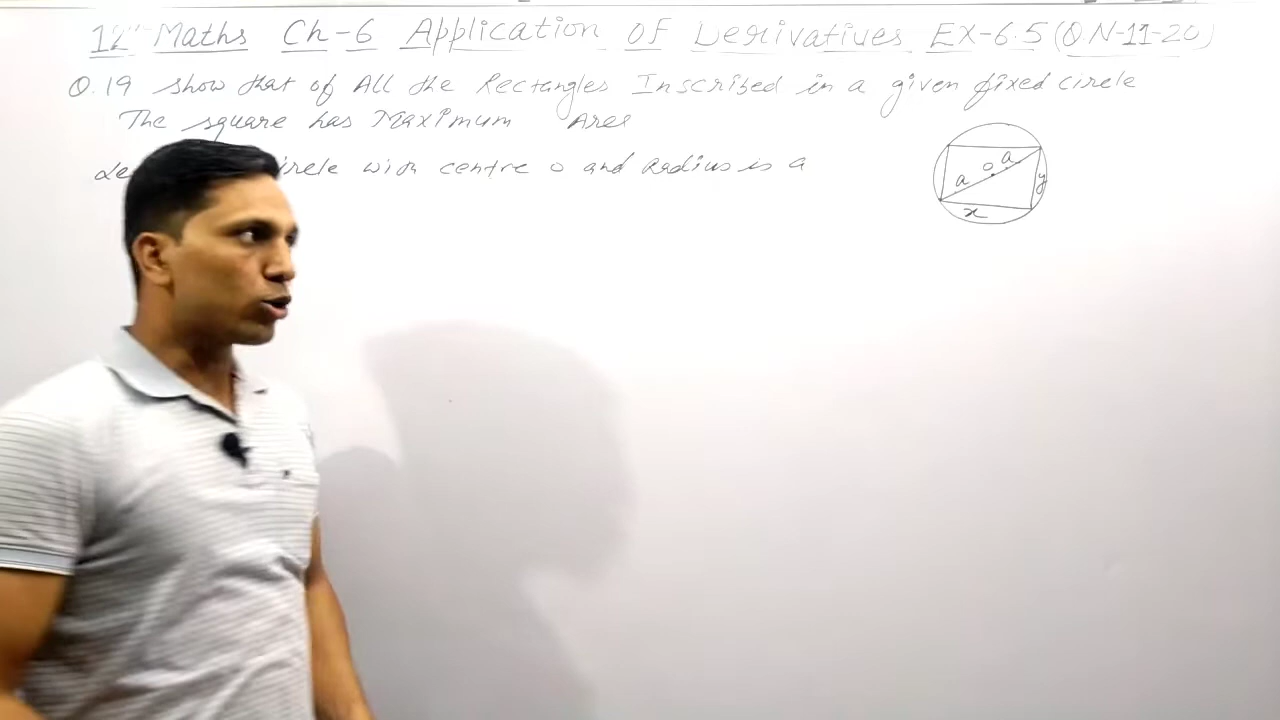 12th Maths Ch-6 Application OF Derivatives EX-6.5 (Q.N-11-20)
Q.19 show that of All the Rectangles Inscribed in a given fixed circle
The square has Maximum Area
with centre O and Radius is a
a O a
y
x